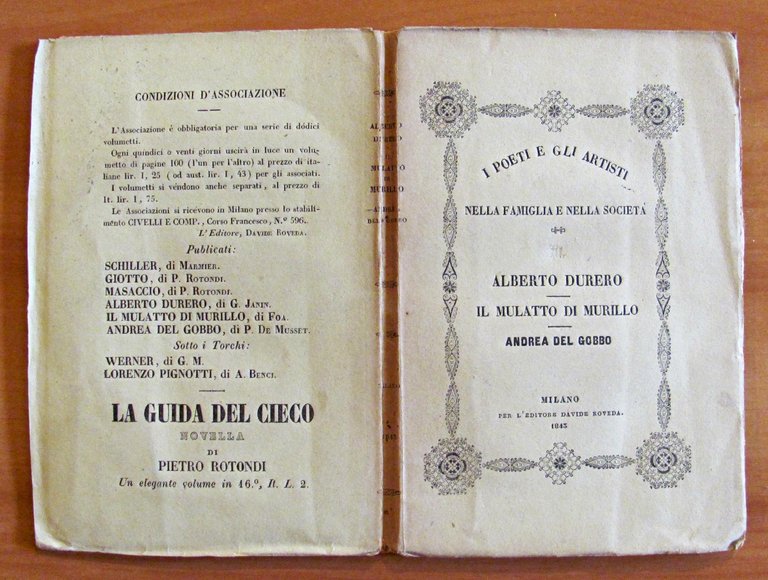 CONDIZIONI D'ASSOCIAZIONE
L'Associazione è obbligatoria per una serie di dodici
volumetti.
Ogni quindici o venti giorni uscirà in luce un volu-
metto di pagine 100 (l'un per l'altro) al prezzo di ita-
liane lir. 1, 25 (od aust. lir. 1, 43) per gli associati.
I volumetti si vendono anche separati, al prezzo di
It. lir. 1, 75.
Le Associazioni si ricevono in Milano presso lo stabili-
mento CIVELLI E COMP., Corso Francesco, N.º 596.
L'Editore, DAVIDE ROVEDA.
Publicati:
SCHILLER, di MARMIER.
GIOTTO, di P. ROTONDI.
MASACCIO, di P. ROTONDI.
ALBERTO DURERO, di G. JANIN.
IL MULATTO DI MURILLO, di FOA.
ANDREA DEL GOBBO, di P. DE MUSSET.
Sotto i Torchi:
WERNER, di G. M.
LORENZO PIGNOTTI, di A. BENCI.
LA GUIDA DEL CIECO
NOVELLA
DI
PIETRO ROTONDI
Un elegante volume in 16.º, It. L. 2.
MULATTO
DI
MURILLO
DEL GOBBO
I POETI E GLI ARTISTI
NELLA FAMIGLIA E NELLA SOCIETÀ
ALBERTO DURERO
IL MULATTO DI MURILLO
ANDREA DEL GOBBO
MILANO
PER L'EDITORE DAVIDE ROVEDA.
1843